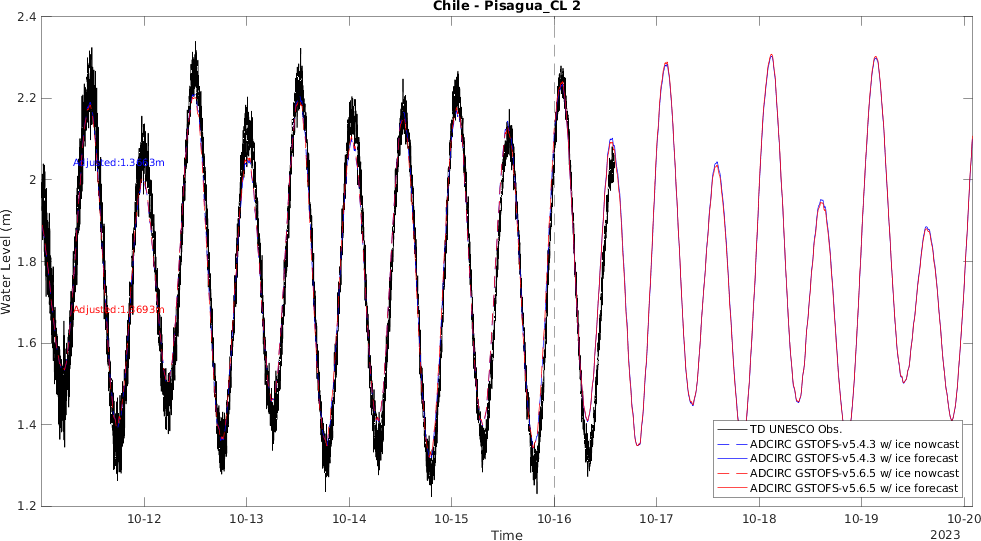 Chile - Pisagua_CL 2
2.4
2.2
2
1.8
1.6
1.4
1.2
Water Level (m)
10-12
10-13
10-14
10-15
10-16
10-17
10-18
10-19
10-20
2023
Time
TD UNESCO Obs.
ADCIRC GSTOFS-v5.4.3 w/ ice nowcast
ADCIRC GSTOFS-v5.4.3 w/ ice forecast
ADCIRC GSTOFS-v5.6.5 w/ ice nowcast
ADCIRC GSTOFS-v5.6.5 w/ ice forecast